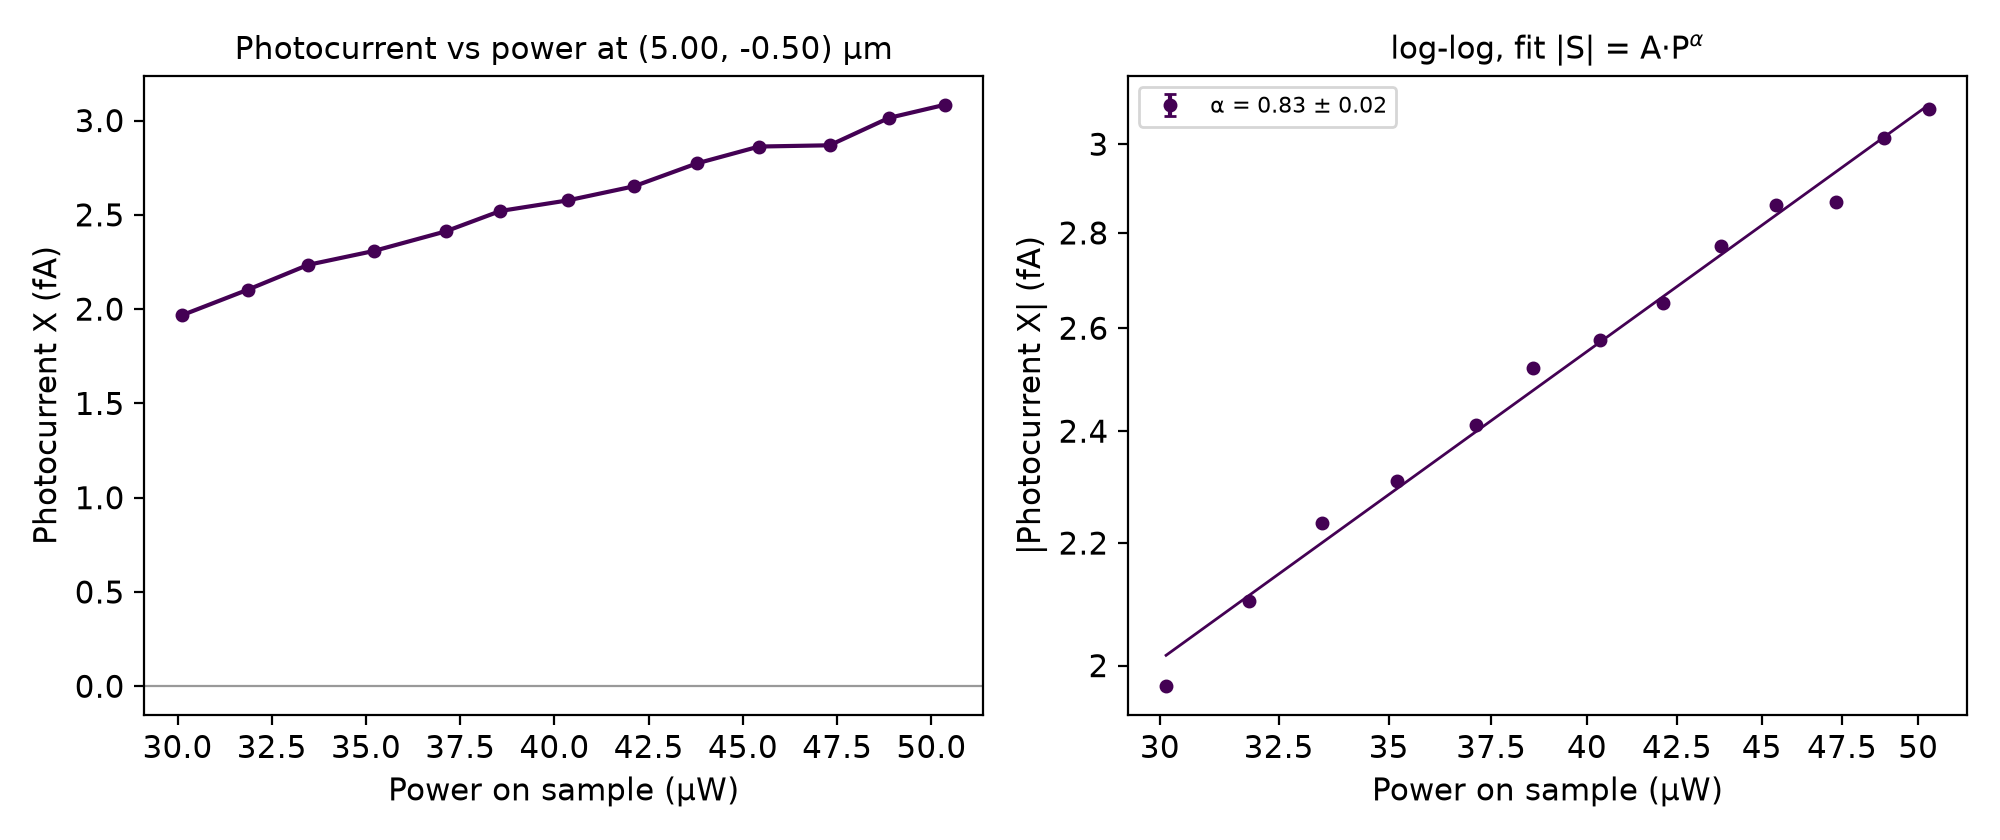 Photocurrent vs power at (5.00, -0.50) µm
Photocurrent X (fA)
3.0
2.5
2.0
1.5
1.0
0.5
0.0
30.0 32.5 35.0 37.5 40.0 42.5 45.0 47.5 50.0
Power on sample (µW)
log-log, fit |S| = A·P^α
α = 0.83 ± 0.02
|Photocurrent X| (fA)
3
2.8
2.6
2.4
2.2
2
30 32.5 35 37.5 40 42.5 45 47.5 50
Power on sample (µW)